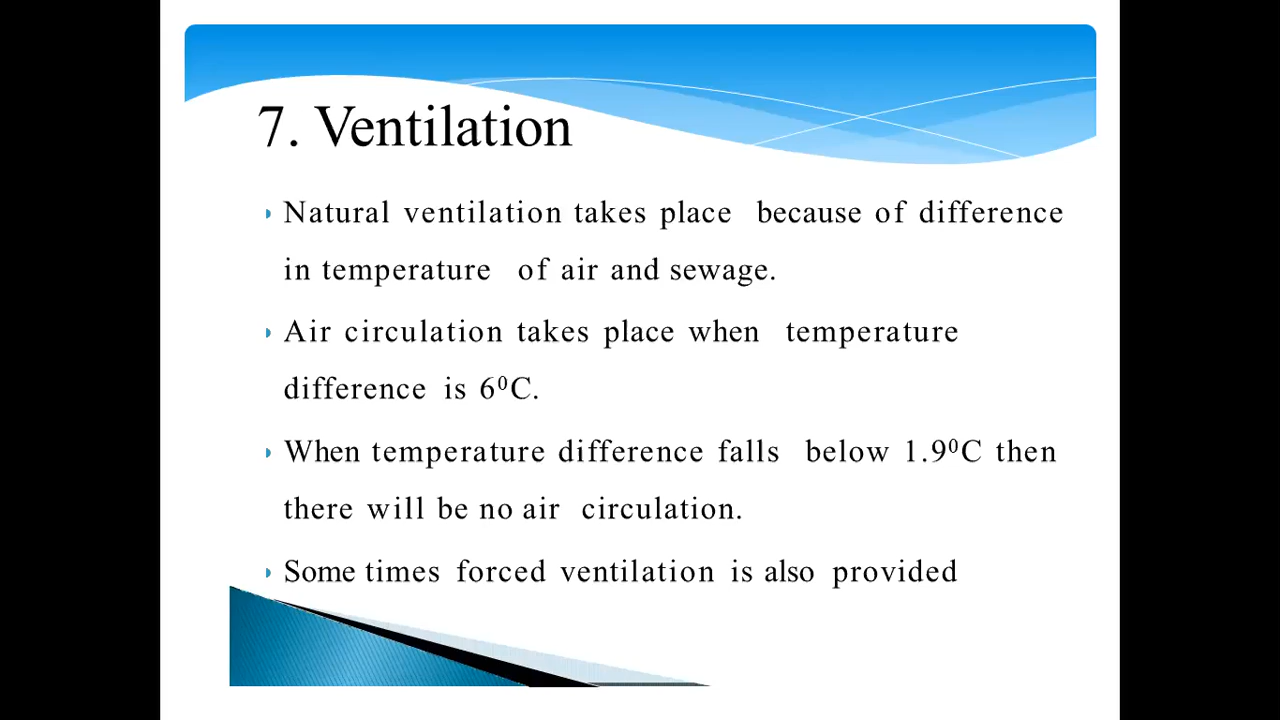 7. Ventilation
Natural ventilation takes place because of difference
in temperature of air and sewage.
Air circulation takes place when temperature
difference is 6⁰C.
When temperature difference falls below 1.9⁰C then
there will be no air circulation.
Some times forced ventilation is also provided